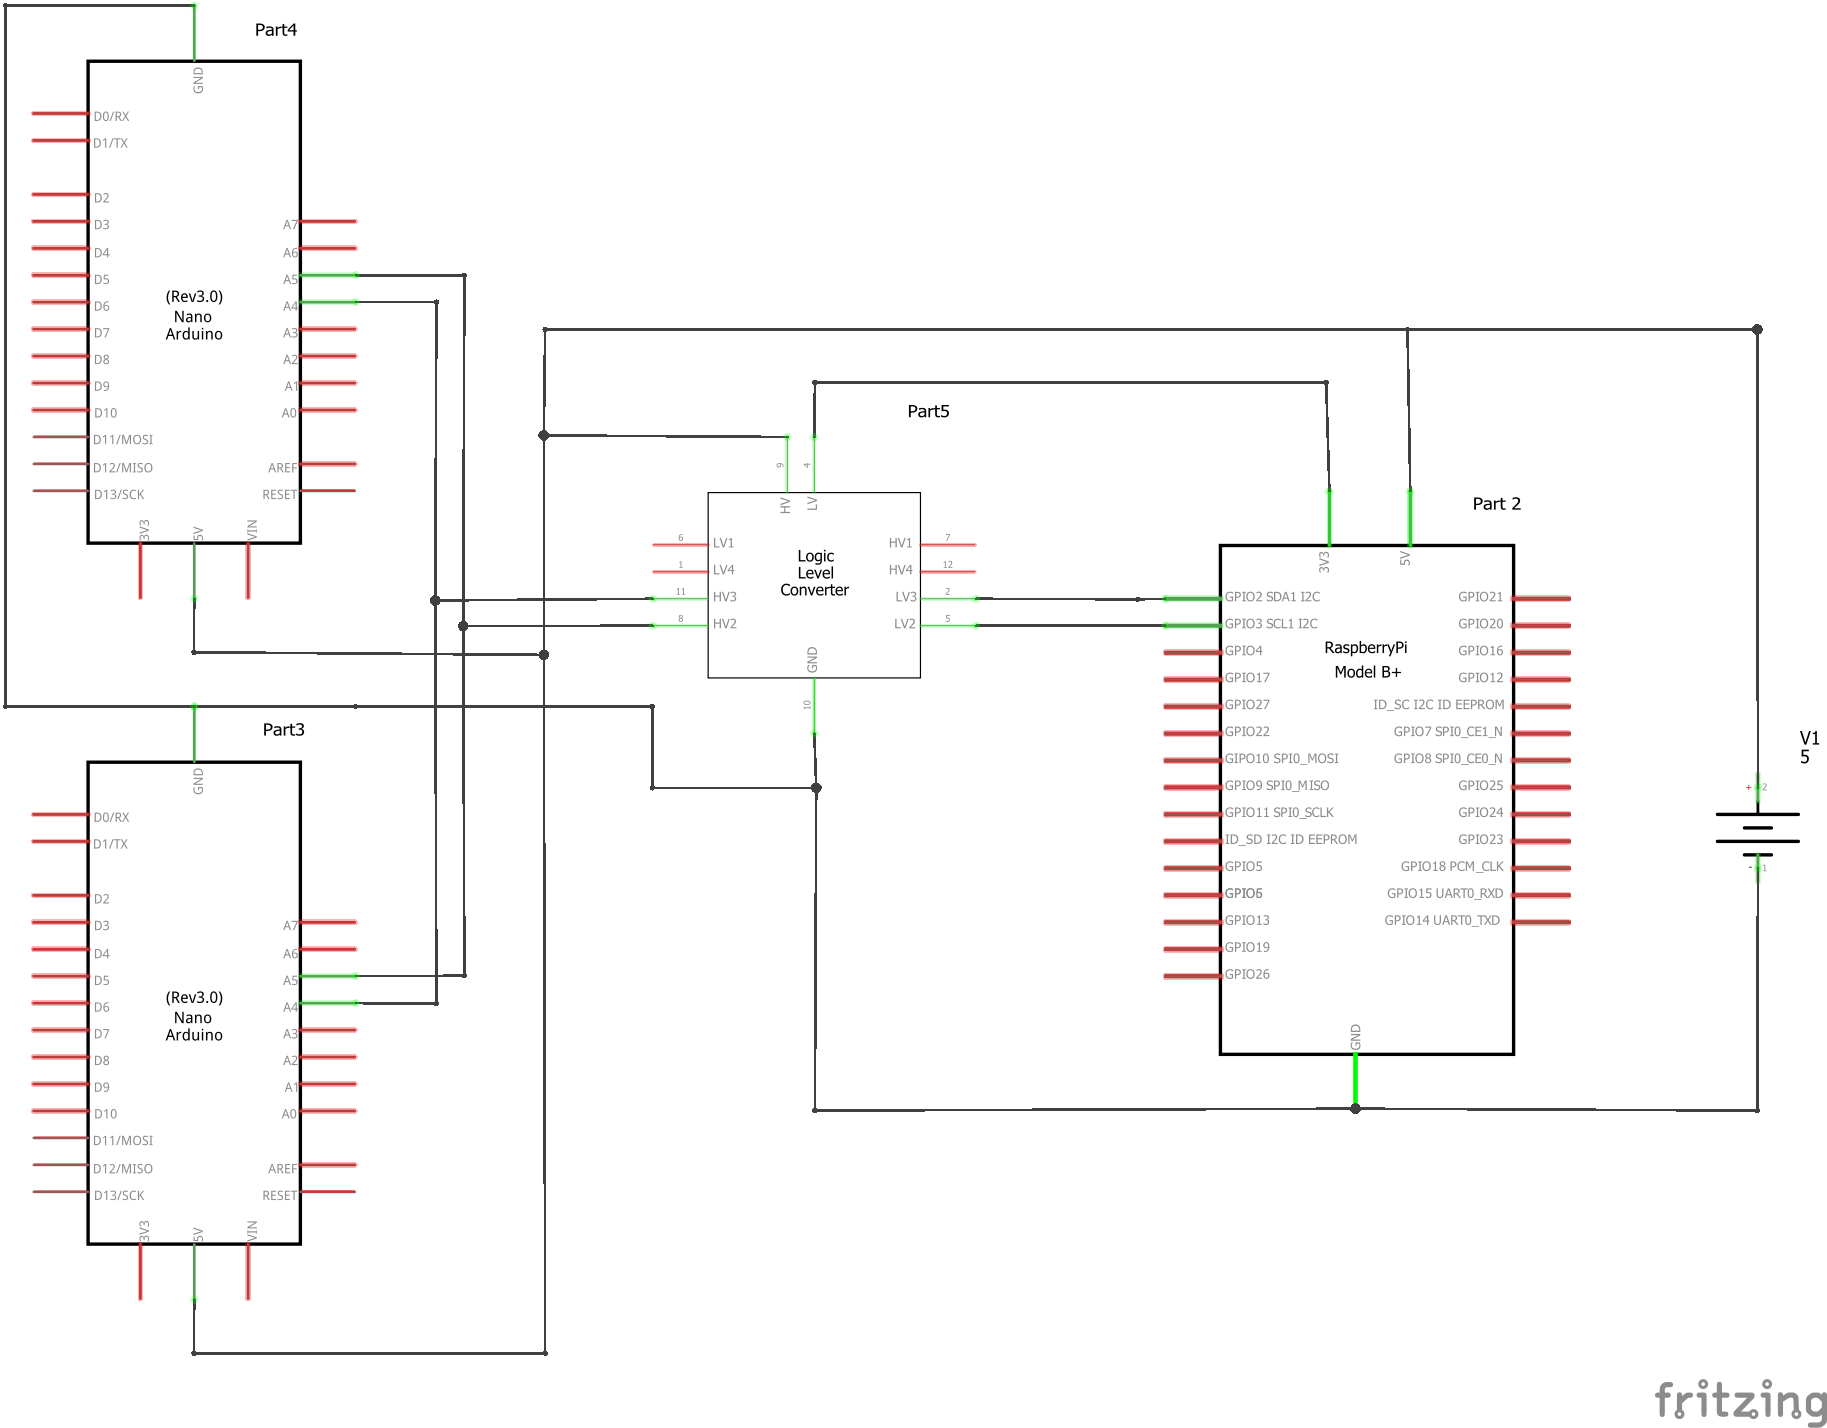 Part4
GND
D0/RX
D1/TX
D2
D3
D4
D5
D6
D7
D8
D9
D10
D11/MOSI
D12/MISO
D13/SCK
A7
A6
A5
A4
A3
A2
A1
A0
AREF
RESET
(Rev3.0)
Nano
Arduino
3V3
5V
VIN
Part3
GND
D0/RX
D1/TX
D2
D3
D4
D5
D6
D7
D8
D9
D10
D11/MOSI
D12/MISO
D13/SCK
A7
A6
A5
A4
A3
A2
A1
A0
AREF
RESET
(Rev3.0)
Nano
Arduino
3V3
5V
VIN
Part5
9
4
HV
LV
6
LV1
1
LV4
11
HV3
8
HV2
Logic
Level
Converter
HV1
7
HV4
12
LV3
2
LV2
5
GND
10
Part 2
3V3
5V
GPIO2 SDA1 I2C
GPIO3 SCL1 I2C
GPIO4
GPIO17
GPIO27
GPIO22
GIPO10 SPI0_MOSI
GPIO9 SPI0_MISO
GPIO11 SPI0_SCLK
ID_SD I2C ID EEPROM
GPIO5
GPIO6
GPIO13
GPIO19
GPIO26
RaspberryPi
Model B+
GPIO21
GPIO20
GPIO16
GPIO12
ID_SC I2C ID EEPROM
GPIO7 SPI0_CE1_N
GPIO8 SPI0_CE0_N
GPIO25
GPIO24
GPIO23
GPIO18 PCM_CLK
GPIO15 UART0_RXD
GPIO14 UART0_TXD
GND
V1
5
+ 2
- 1
fritzing